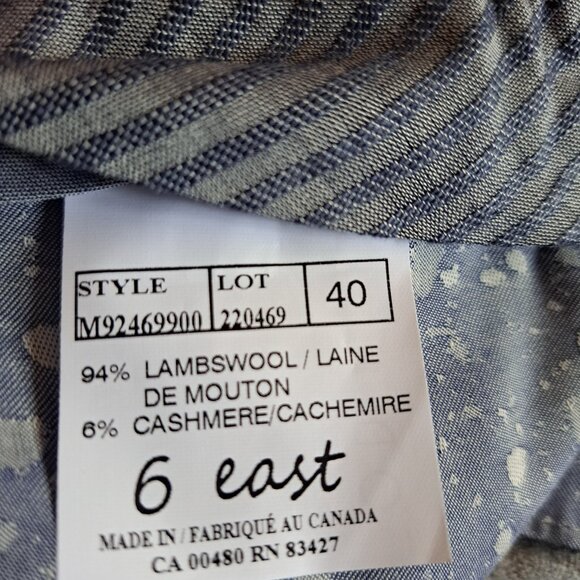 STYLE LOT 40
M92469900 220469
94% LAMBSWOOL / LAINE
DE MOUTON
6% CASHMERE/CACHEMIRE
6 east
MADE IN / FABRIQUÉ AU CANADA
CA 00480 RN 83427